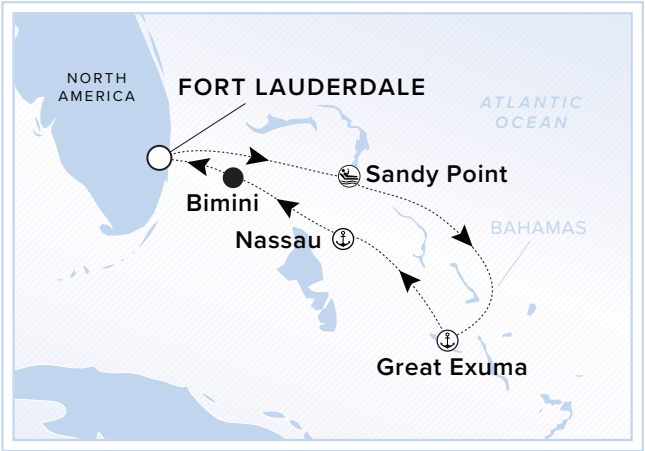 NORTH
AMERICA
FORT LAUDERDALE
ATLANTIC
OCEAN
Sandy Point
Bimini
BAHAMAS
Nassau
Great Exuma